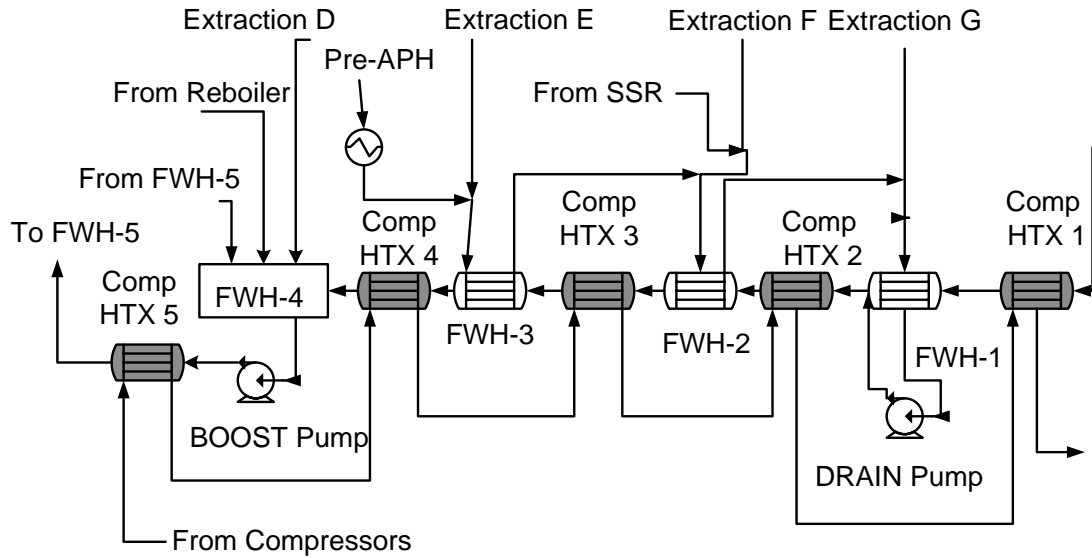 Extraction D
Extraction E
Extraction F
Extraction G
Pre-APH
From Reboiler
From SSR
From FWH-5
To FWH-5
Comp
HTX 5
Comp
HTX 4
Comp
HTX 3
Comp
HTX 2
Comp
HTX 1
FWH-4
FWH-3
FWH-2
FWH-1
BOOST Pump
DRAIN Pump
From Compressors